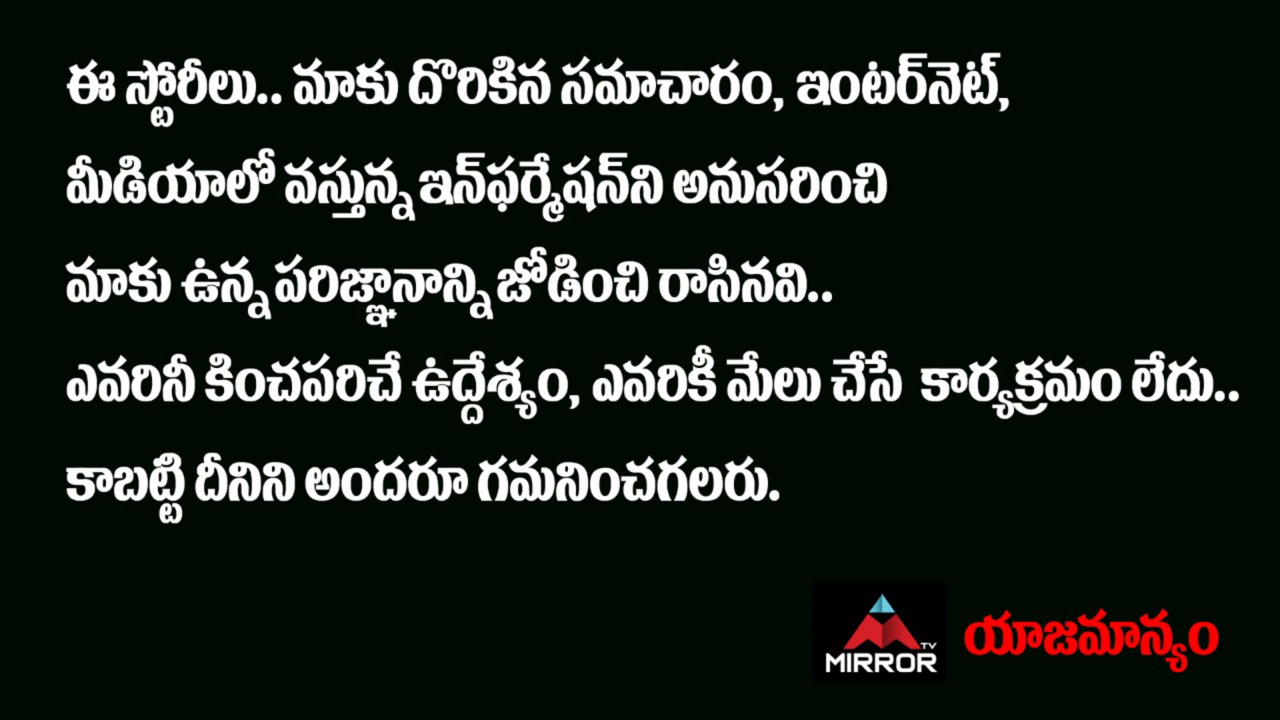 ఈ స్టోరీలు.. మాకు దొరికిన సమాచారం, ఇంటర్‌నెట్,
మీడియాలో వస్తున్న ఇన్‌ఫర్మేషన్‌ని అనుసరించి
మాకు ఉన్న పరిజ్ఞానాన్ని జోడించి రాసినవి..
ఎవరినీ కించపరిచే ఉద్దేశ్యం, ఎవరికీ మేలు చేసే కార్యక్రమం లేదు..
కాబట్టి దీనిని అందరూ గమనించగలరు.
TV
MIRROR
యాజమాన్యం